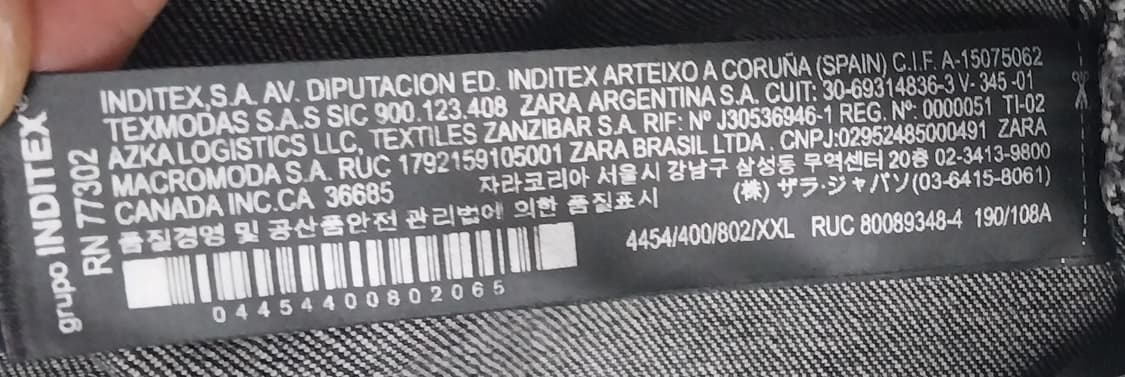 grupo INDITEX®
RN 77302
INDITEX,S.A. AV. DIPUTACION ED. INDITEX ARTEIXO A CORUÑA (SPAIN) C.I.F. A-15075062
TEXMODAS S.A.S SIC 900.123.408 ZARA ARGENTINA S.A. CUIT: 30-69314836-3 V- 345 -01
AZKA LOGISTICS LLC, TEXTILES ZANZIBAR S.A. RIF: Nº J30536946-1 REG. Nº: 0000051 TI-02
MACROMODA S.A. RUC 1792159105001 ZARA BRASIL LTDA . CNPJ:02952485000491 ZARA
CANADA INC.CA 36685 자라코리아 서울시 강남구 삼성동 무역센터 20층 02-3413-9800
품질경영 및 공산품안전 관리법에 의한 품질표시 (株) ザラ·ジャパン(03-6415-8061)
4454/400/802/XXL RUC 80089348-4 190/108A
04454400802065